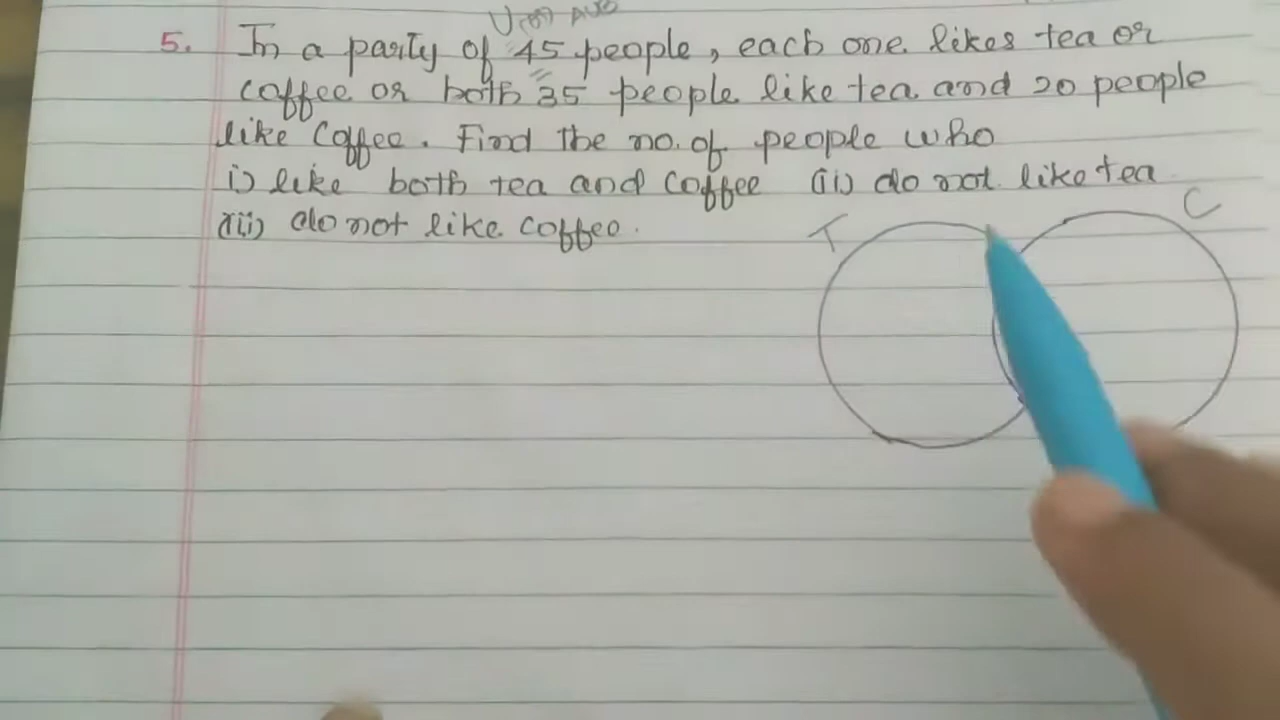 U (or) AUB
5. In a party of 45 people, each one likes tea or
coffee or both 35 people like tea and 20 people
like Coffee. Find the no. of people who
i) like both tea and coffee (ii) do not like tea
(iii) do not like coffee.
T C